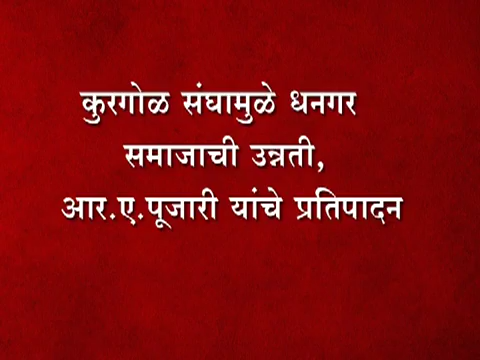 कुरगोळ संघामुळे धनगर
समाजाची उन्नती,
आर.ए.पूजारी यांचे प्रतिपादन